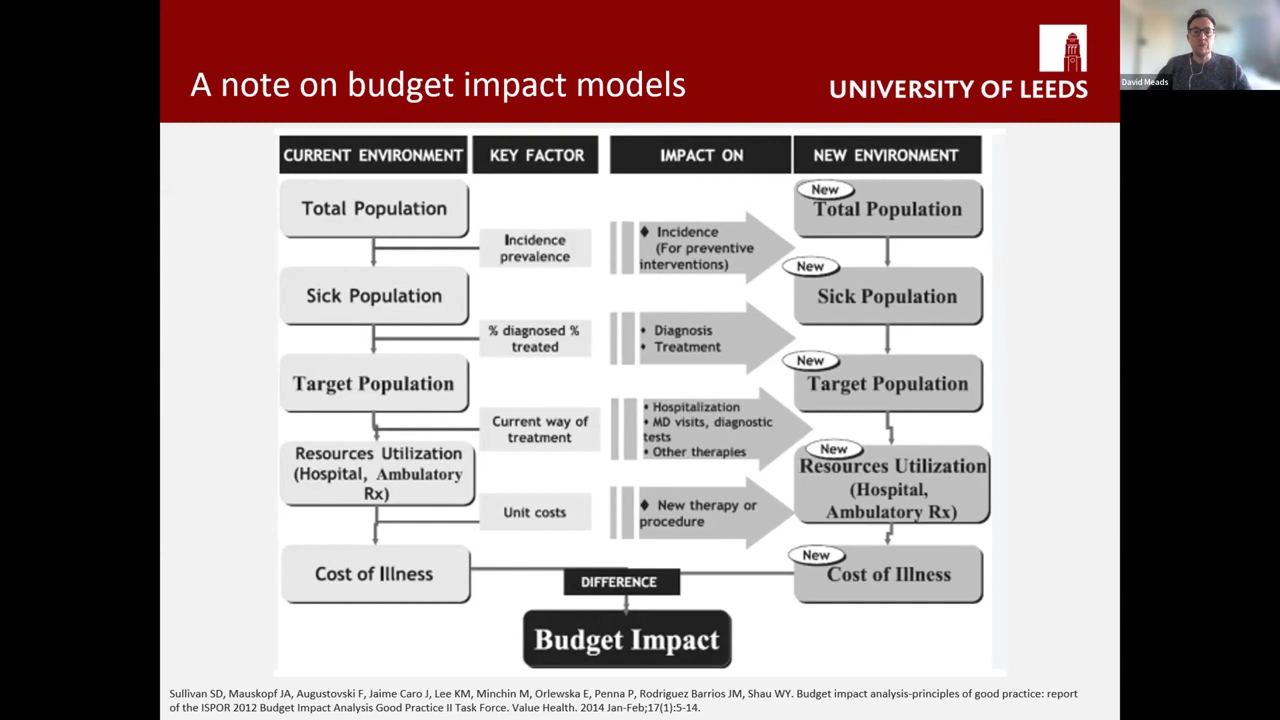 A note on budget impact models
UNIVERSITY OF LEEDS
David Meads
CURRENT ENVIRONMENT
KEY FACTOR
IMPACT ON
NEW ENVIRONMENT
Total Population
Incidence
prevalence
♦ Incidence
(For preventive
interventions)
New
Total Population
Sick Population
% diagnosed %
treated
• Diagnosis
• Treatment
New
Sick Population
Target Population
Current way of
treatment
• Hospitalization
• MD visits, diagnostic
tests
• Other therapies
New
Target Population
Resources Utilization
(Hospital, Ambulatory
Rx)
Unit costs
♦ New therapy or
procedure
New
Resources Utilization
(Hospital,
Ambulatory Rx)
Cost of Illness
New
Cost of Illness
DIFFERENCE
Budget Impact
Sullivan SD, Mauskopf JA, Augustovski F, Jaime Caro J, Lee KM, Minchin M, Orlewska E, Penna P, Rodriguez Barrios JM, Shau WY. Budget impact analysis-principles of good practice: report
of the ISPOR 2012 Budget Impact Analysis Good Practice II Task Force. Value Health. 2014 Jan-Feb;17(1):5-14.